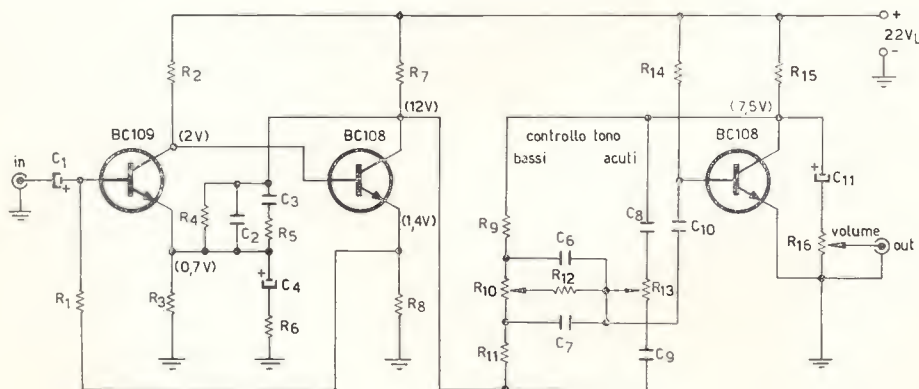 +
22V
-
R2
R7
R14
R15
(12V)
(7,5V)
BC109
(2V)
BC108
controllo tono
bassi acuti
BC108
in
C1
+
R4
C2
C3
R5
C8
C10
+
C11
R9
C6
volume
R16
out
(1,4V)
(0,7V)
+
C4
R12
R10
R13
R1
R3
R6
R8
C7
R11
C9